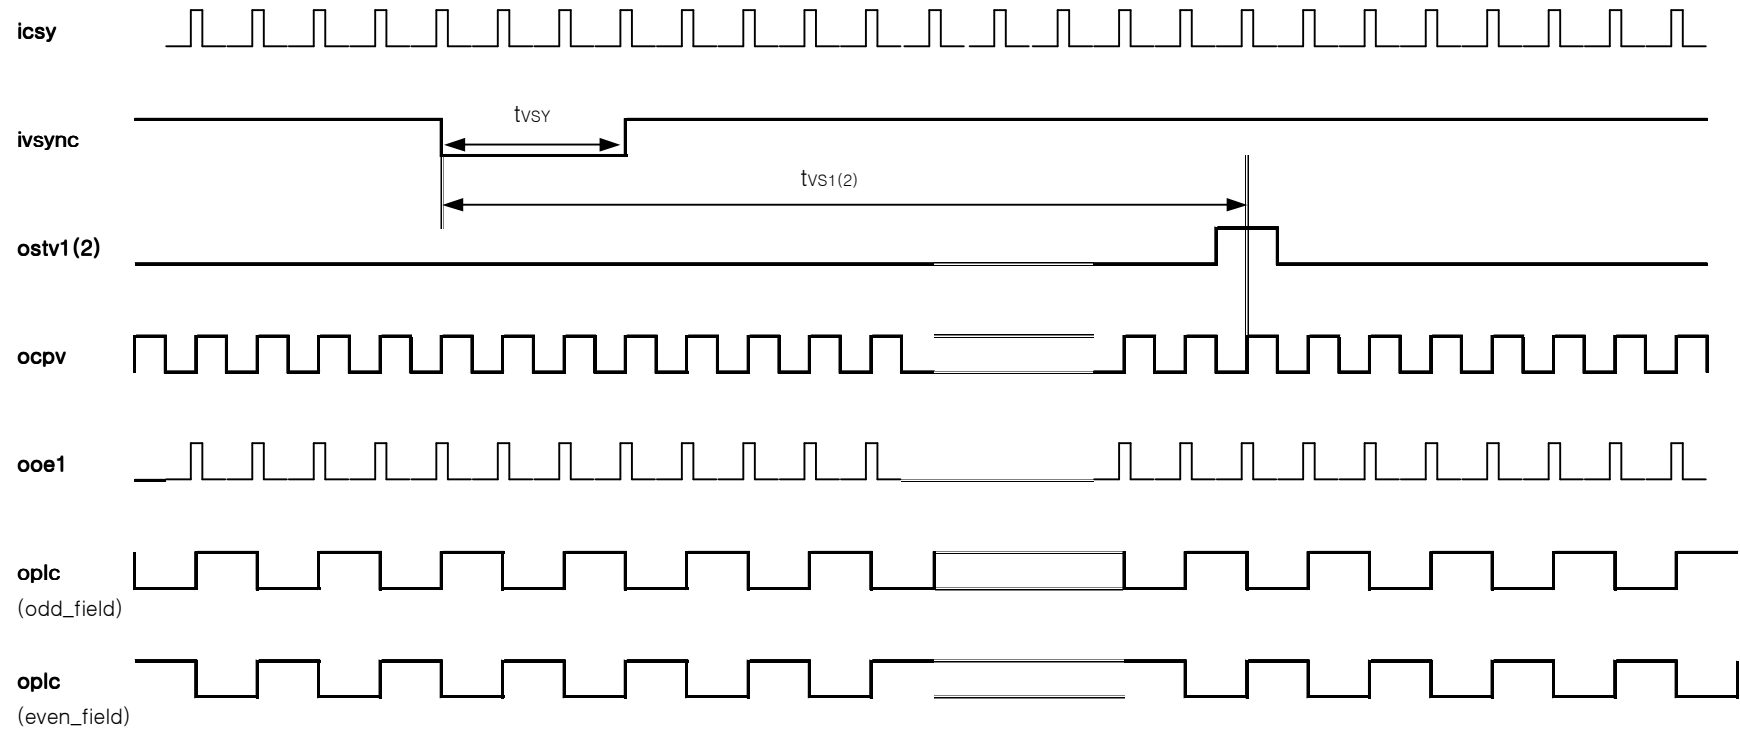 icsy
ivsync
tVSY
tVS1(2)
ostv1(2)
ocpv
ooe1
oplc
(odd_field)
oplc
(even_field)